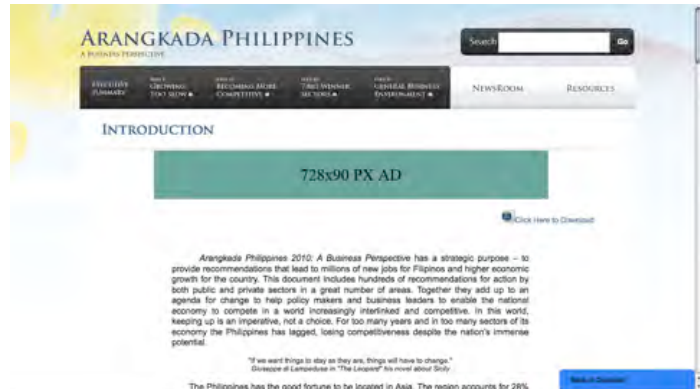 ARANGKADA PHILIPPINES
A BUSINESS PERSPECTIVE
Search
Go
EXECUTIVE SUMMARY
GROWING TOO SLOW
BECOMING MORE COMPETITIVE
GENERAL BUSINESS ENVIRONMENT
NEWSROOM
RESOURCES
INTRODUCTION
728x90 PX AD
Click Here to Download
Arangkada Philippines 2010: A Business Perspective has a strategic purpose – to
provide recommendations that lead to millions of new jobs for Filipinos and higher economic
growth for the country. This document includes hundreds of recommendations for action by
both public and private sectors in a great number of areas. Together they add up to an
agenda for change to help policy makers and business leaders to enable the national
economy to compete in a world increasingly interlinked and competitive. In this world,
keeping up is an imperative, not a choice. For too many years and in too many sectors of its
economy the Philippines has lagged, losing competitiveness despite the nation's immense
potential.
"If we want things to stay as they are, things will have to change."
Giuseppe di Lampedusa in "The Leopard" his novel about Sicily
The Philippines has the good fortune to be located in Asia. The region accounts for 28%